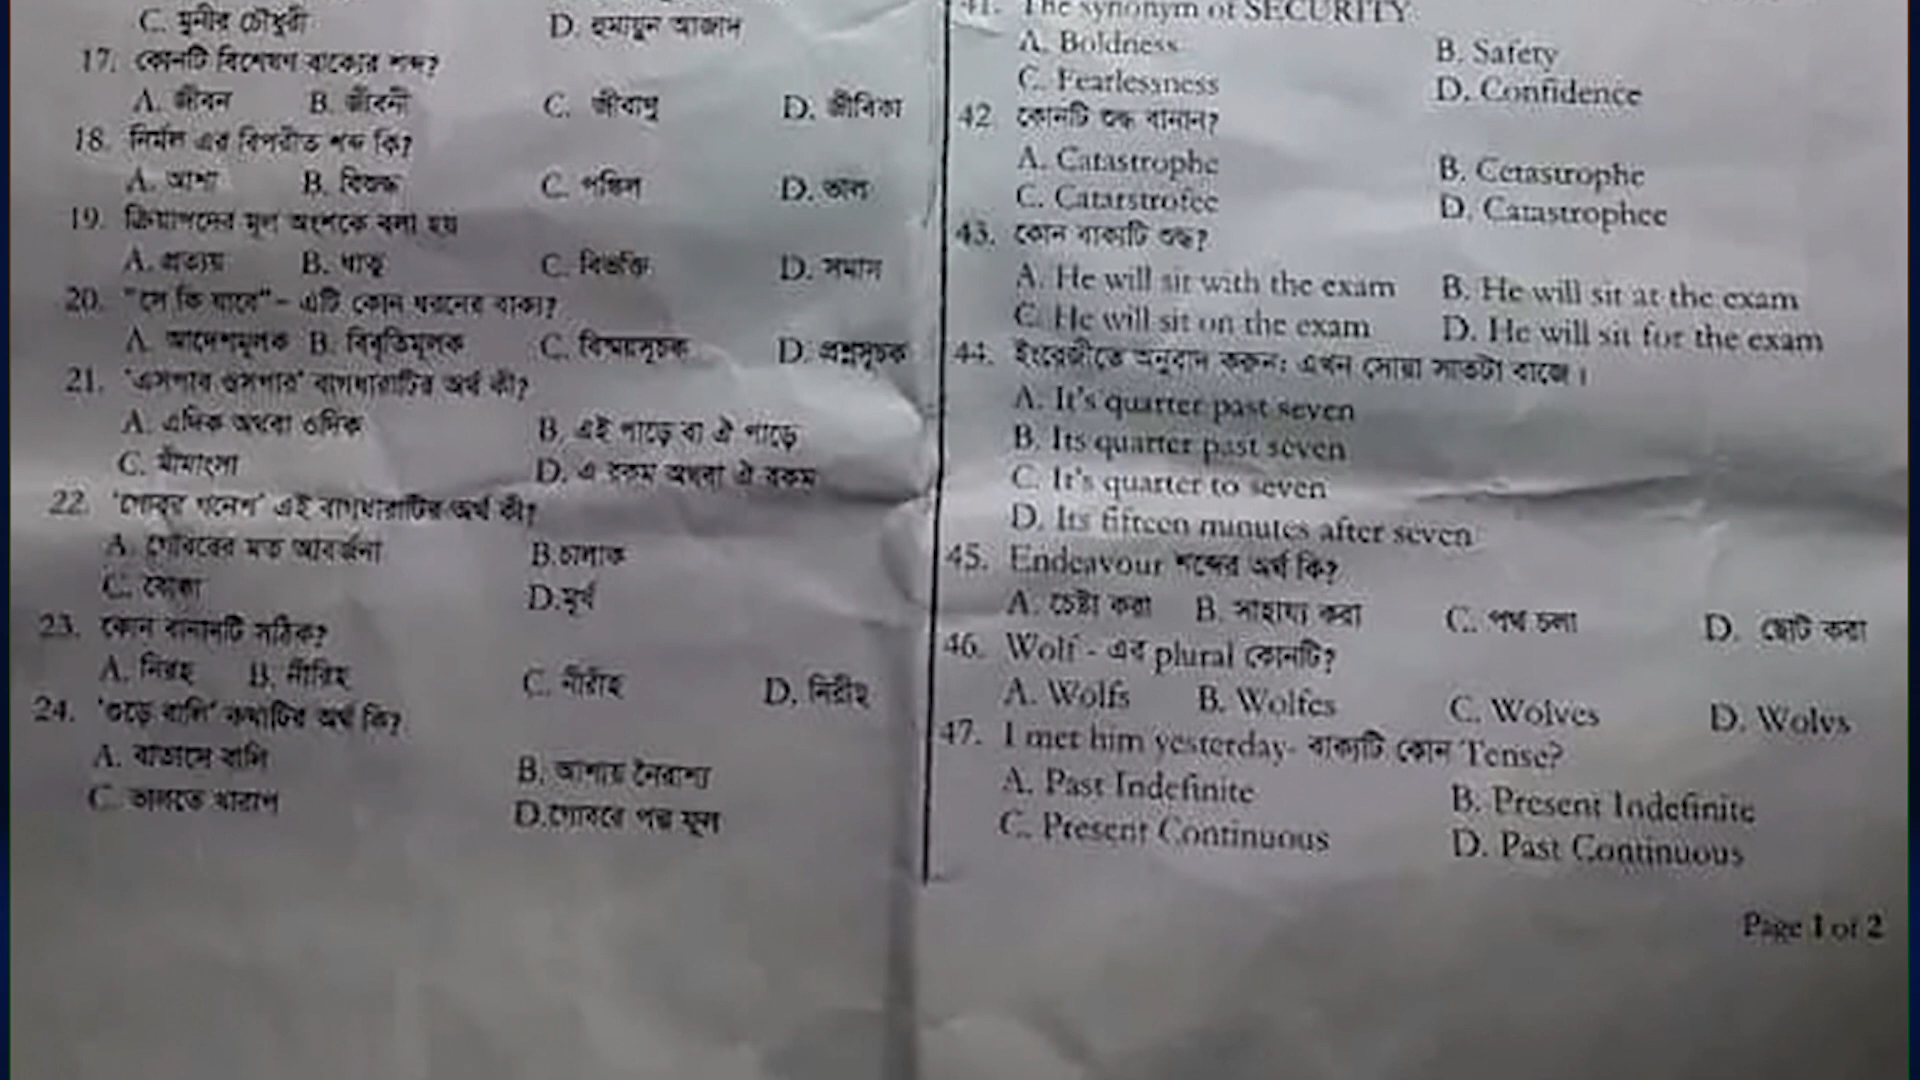 C. মুনীর চৌধুরী D. হুমায়ুন আজাদ
17. কোনটি বিশেষণ বাক্যের শব্দ?
A. জীবন B. জীবনী C. জীবাণু D. জীবিকা
18. নির্মল এর বিপরীত শব্দ কি?
A. আশা B. বিশুদ্ধ C. পঙ্কিল D. ভাল
19. ক্রিয়াপদের মূল অংশকে বলা হয়
A. প্রত্যয় B. ধাতু C. বিভক্তি D. সমাস
20. "সে কি যাবে"- এটি কোন ধরনের বাক্য?
A. আদেশমূলক B. বিবৃতিমূলক C. বিস্ময়সূচক D. প্রশ্নসূচক
21. 'এসপার ওসপার' বাগধারাটির অর্থ কী?
A. এদিক অথবা ওদিক B. এই পাড়ে বা ঐ পাড়ে
C. মীমাংসা D. এ রকম অথবা ঐ রকম
22. 'গোবর গনেশ' এই বাগধারাটির অর্থ কী?
A. গোবরের মত আবর্জনা B.চালাক
C. বোকা D.মূর্খ
23. কোন বানানটি সঠিক?
A. নিরহ B. নীরিহ C. নীরীহ D. নিরীহ
24. 'গুড়ে বালি' কথাটির অর্থ কি?
A. বাতাসে বালি B. আশায় নৈরাশ্য
C. ভালতে খারাপ D.গোবরে পদ্ম ফুল
41. The synonym of SECURITY
A. Boldness B. Safety
C. Fearlessness D. Confidence
42 কোনটি শুদ্ধ বানান?
A. Catastrophe B. Cetastrophe
C. Catarstrofee D. Catastrophee
43. কোন বাক্যটি শুদ্ধ?
A. He will sit with the exam B. He will sit at the exam
C. He will sit on the exam D. He will sit for the exam
44. ইংরেজীতে অনুবাদ করুন: এখন সোয়া সাতটা বাজে।
A. It's quarter past seven
B. Its quarter past seven
C. It's quarter to seven
D. Its fifteen munutes after seven
45. Endeavour শব্দের অর্থ কি?
A. চেষ্টা করা B. সাহায্য করা C. পথ চলা D. ছোট করা
46. Wolf - এর plural কোনটি?
A. Wolfs B. Wolfes C. Wolves D. Wolvs
47. I met him yesterday- বাক্যটি কোন Tense?
A. Past Indefinite B. Present Indefinite
C. Present Continuous D. Past Continuous
Page 1 of 2